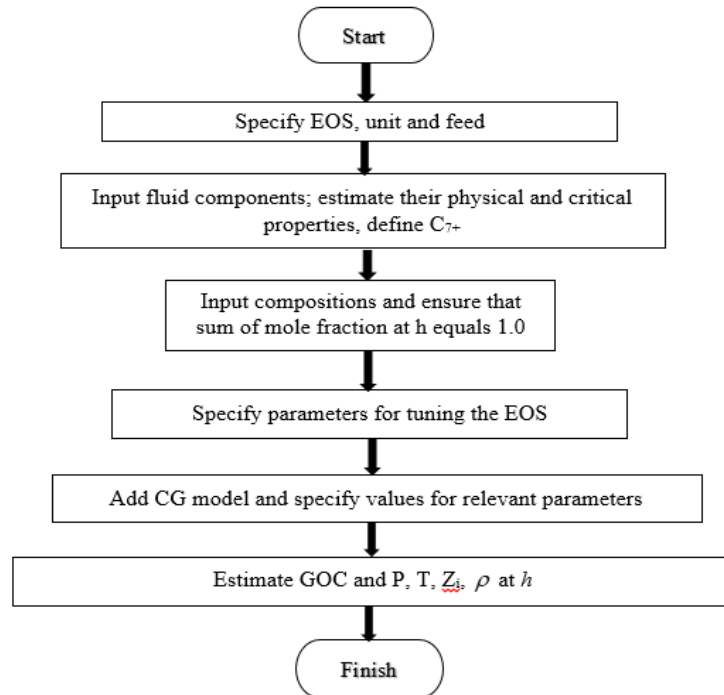 Start
Specify EOS, unit and feed
Input fluid components; estimate their physical and critical
properties, define C₇₊
Input compositions and ensure that
sum of mole fraction at h equals 1.0
Specify parameters for tuning the EOS
Add CG model and specify values for relevant parameters
Estimate GOC and P, T, Zᵢ, ρ at h
Finish